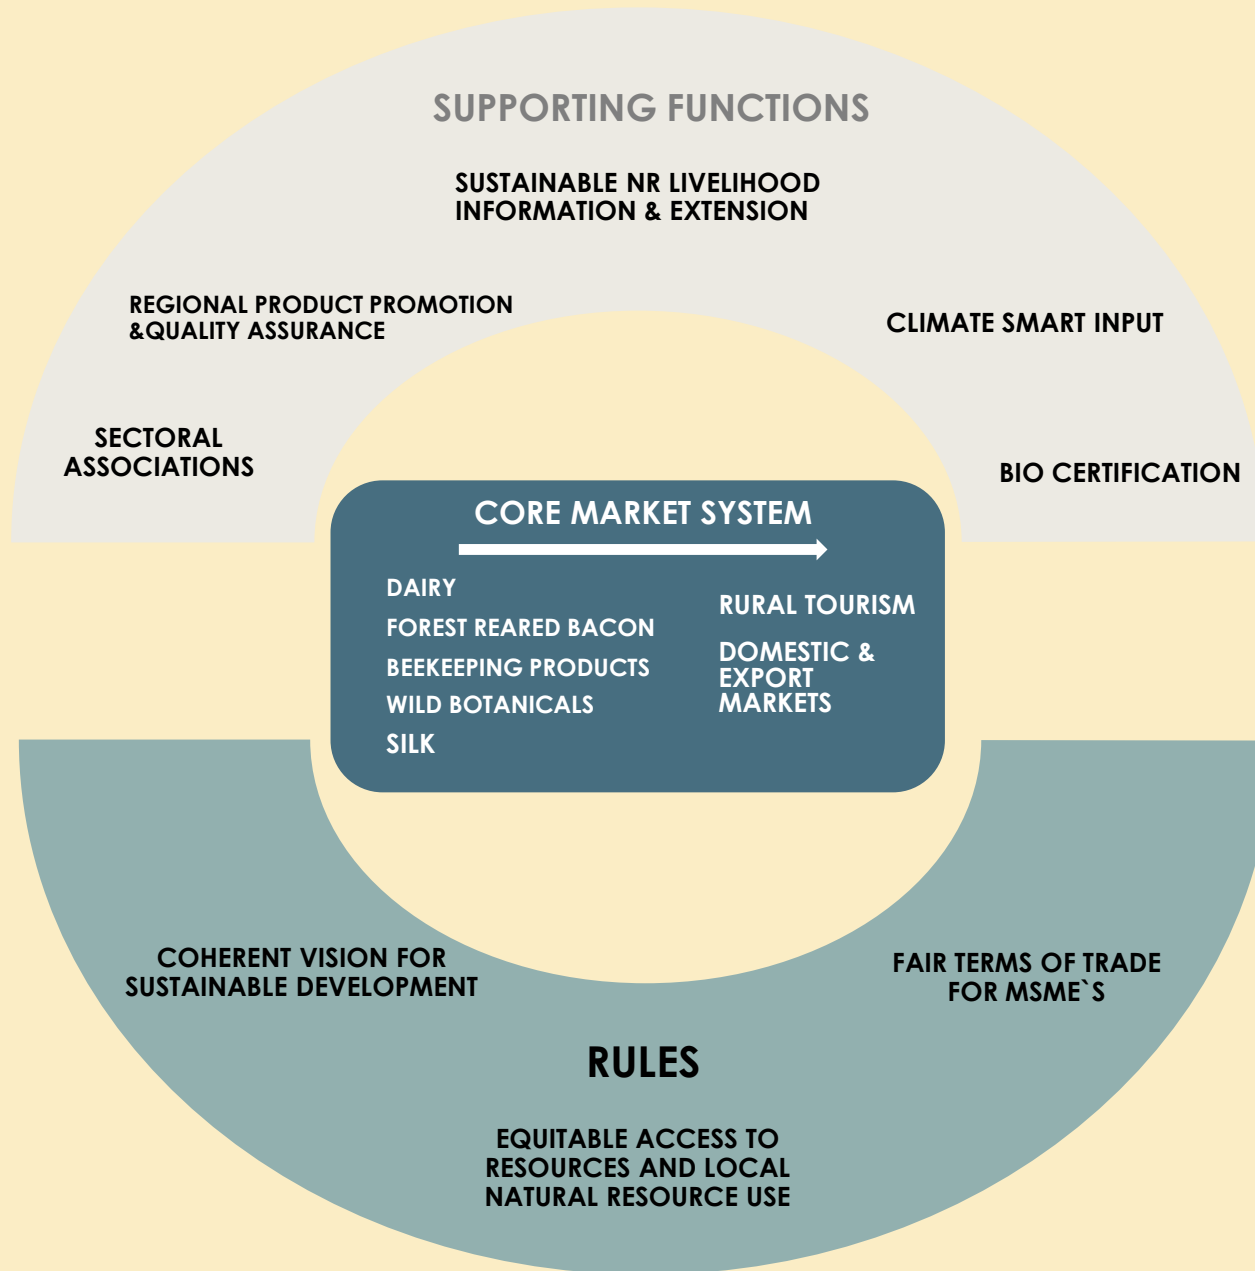 SUPPORTING FUNCTIONS
SUSTAINABLE NR LIVELIHOOD
INFORMATION & EXTENSION
REGIONAL PRODUCT PROMOTION
&QUALITY ASSURANCE
CLIMATE SMART INPUT
SECTORAL
ASSOCIATIONS
BIO CERTIFICATION
CORE MARKET SYSTEM
DAIRY
FOREST REARED BACON
BEEKEEPING PRODUCTS
WILD BOTANICALS
SILK
RURAL TOURISM
DOMESTIC &
EXPORT
MARKETS
COHERENT VISION FOR
SUSTAINABLE DEVELOPMENT
FAIR TERMS OF TRADE
FOR MSME`S
RULES
EQUITABLE ACCESS TO
RESOURCES AND LOCAL
NATURAL RESOURCE USE